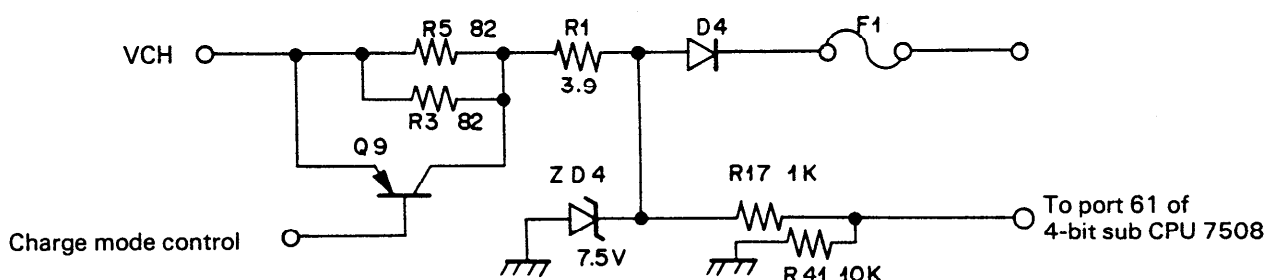 R5 82
R1
D4
F1
VCH
3.9
R3 82
Q9
ZD4
R17 1K
To port 61 of
4-bit sub CPU 7508
Charge mode control
7.5V
R41 10K